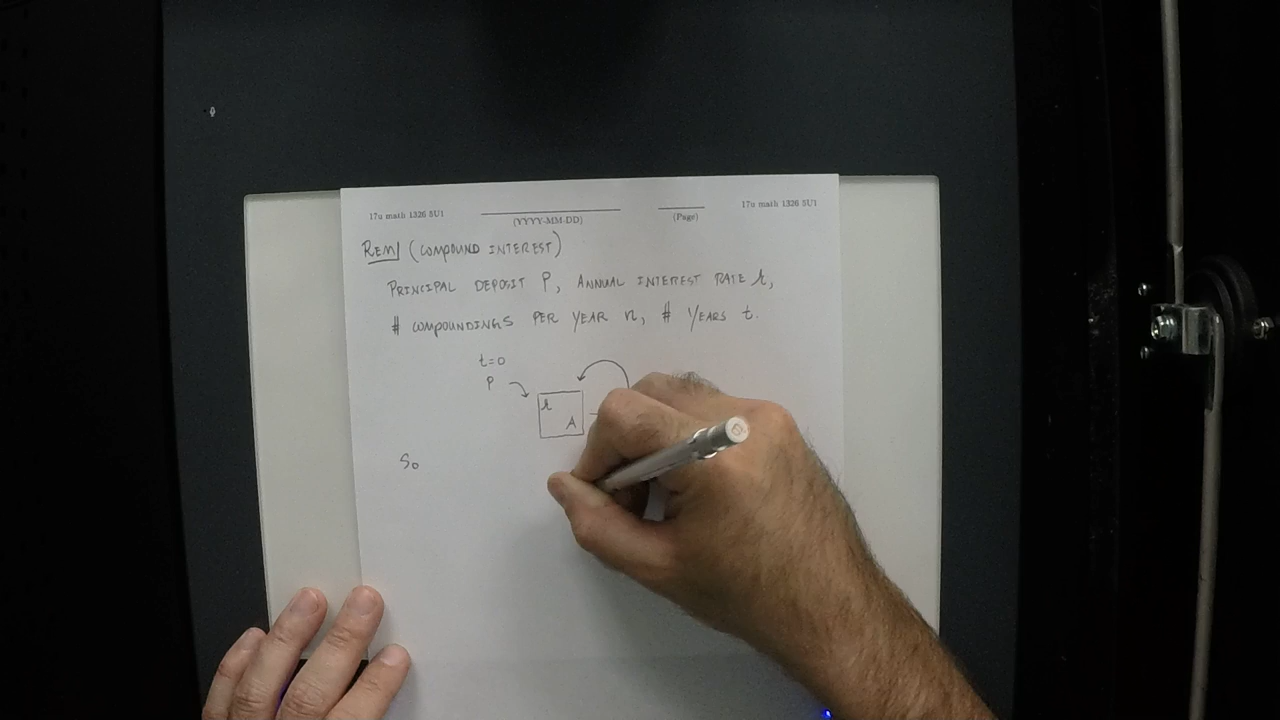 17u math 1326 5U1 (YYYY-MM-DD) (Page) 17u math 1326 5U1
REM (COMPOUND INTEREST)
PRINCIPAL DEPOSIT P, ANNUAL INTEREST RATE r,
# COMPOUNDINGS PER YEAR n, # YEARS t.
t=0
P
r
A
So